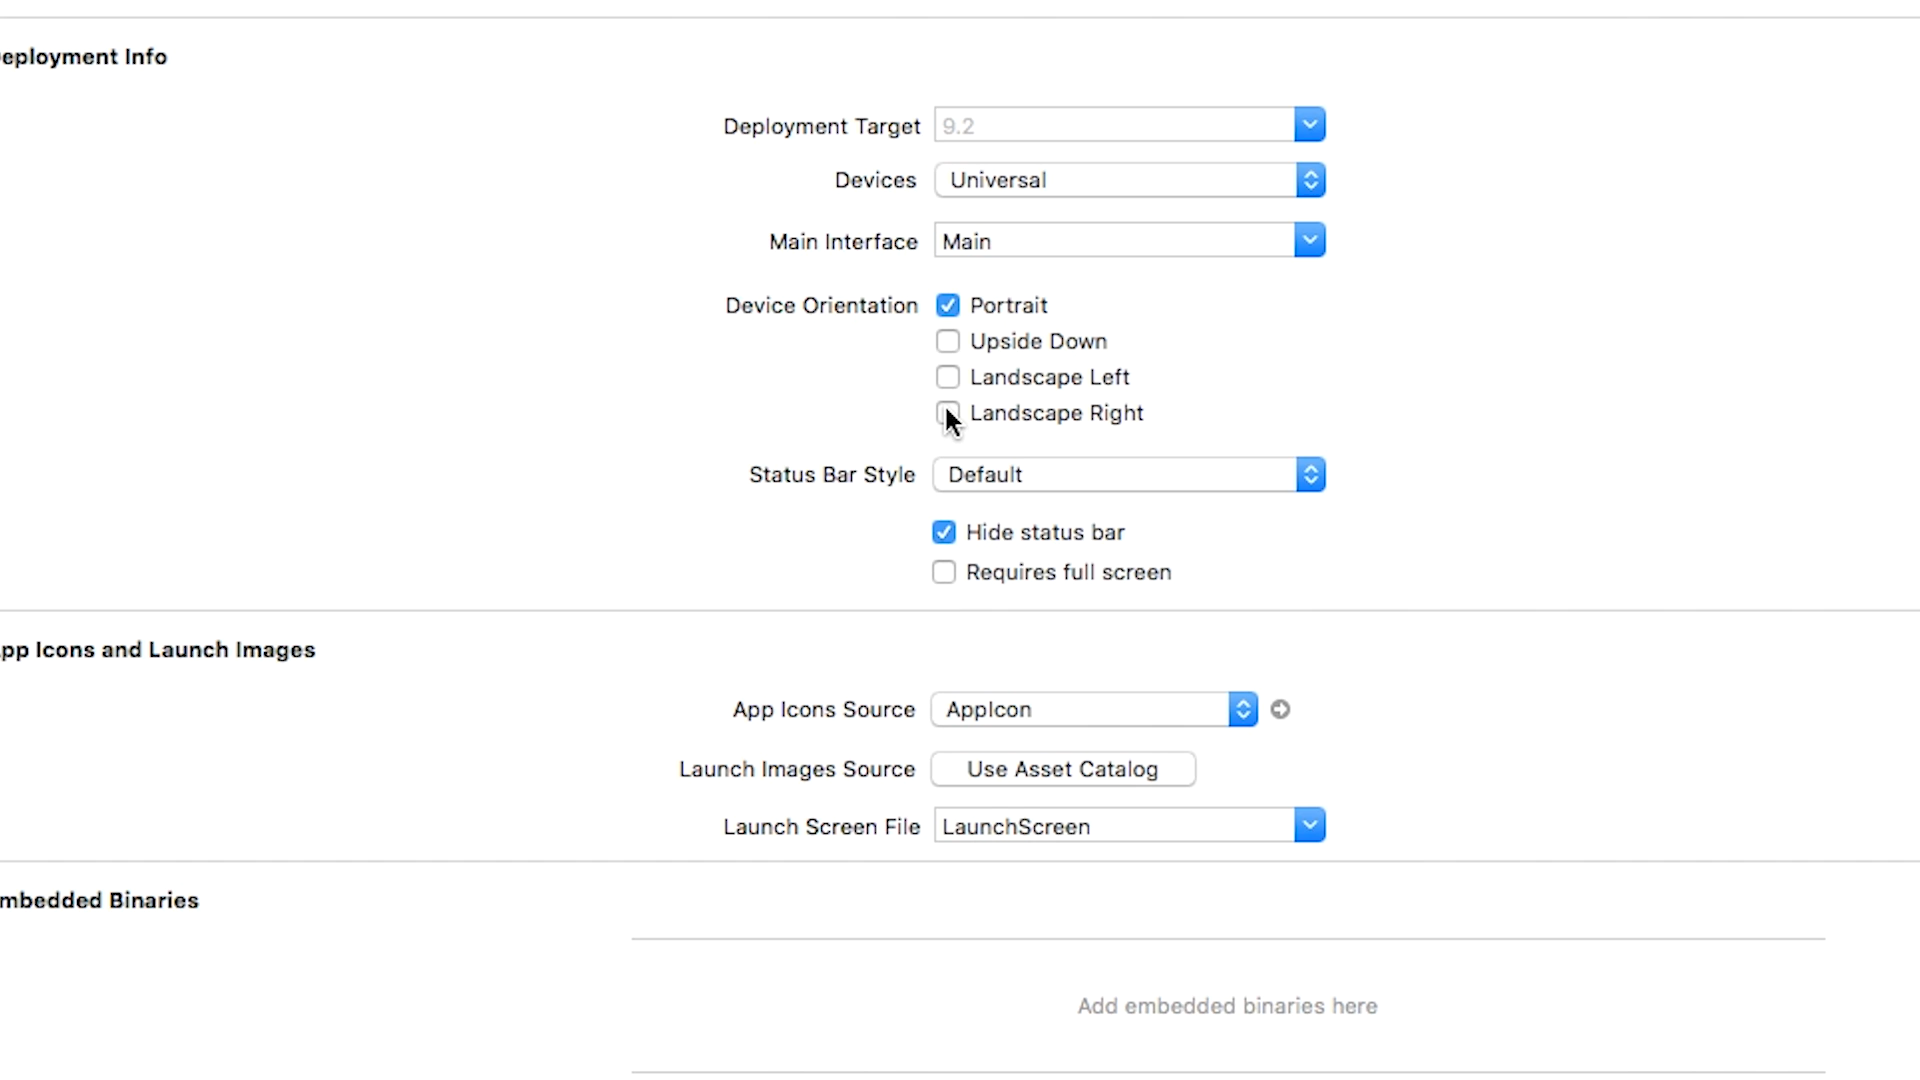 eployment Info
Deployment Target 9.2
Devices Universal
Main Interface Main
Device Orientation Portrait
Upside Down
Landscape Left
Landscape Right
Status Bar Style Default
Hide status bar
Requires full screen
pp Icons and Launch Images
App Icons Source AppIcon
Launch Images Source Use Asset Catalog
Launch Screen File LaunchScreen
mbedded Binaries
Add embedded binaries here